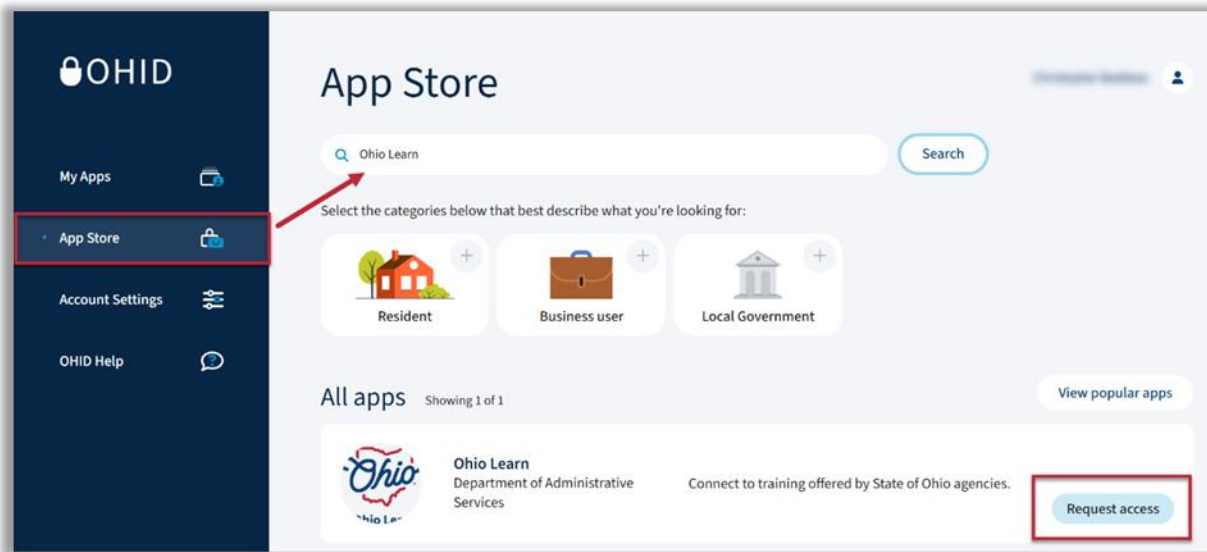 OHID
My Apps
App Store
Account Settings
OHID Help
App Store
Ohio Learn
Search
Select the categories below that best describe what you're looking for:
Resident
Business user
Local Government
All apps Showing 1 of 1
View popular apps
Ohio
Ohio Learn
Department of Administrative
Services
Connect to training offered by State of Ohio agencies.
Request access